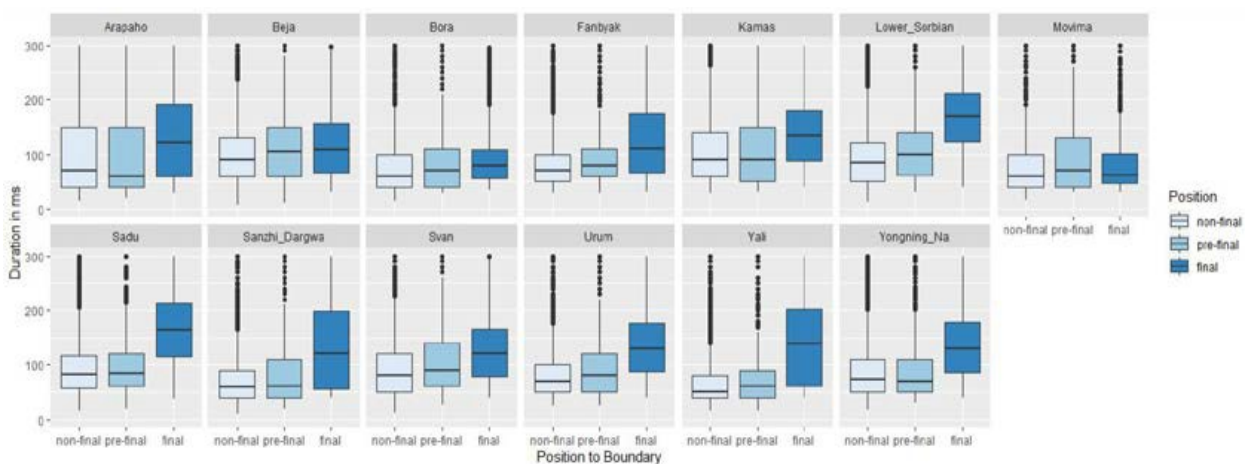 Arapaho Beja Bora Fanbyak Kamas Lower_Sorbian Movima
300
200
100
0
non-final pre-final final
Sadu Sanzhi_Dargwa Svan Urum Yali Yongning_Na
300
200
100
0
non-final pre-final final non-final pre-final final non-final pre-final final non-final pre-final final non-final pre-final final non-final pre-final final
Duration in ms
Position to Boundary
Position
non-final
pre-final
final